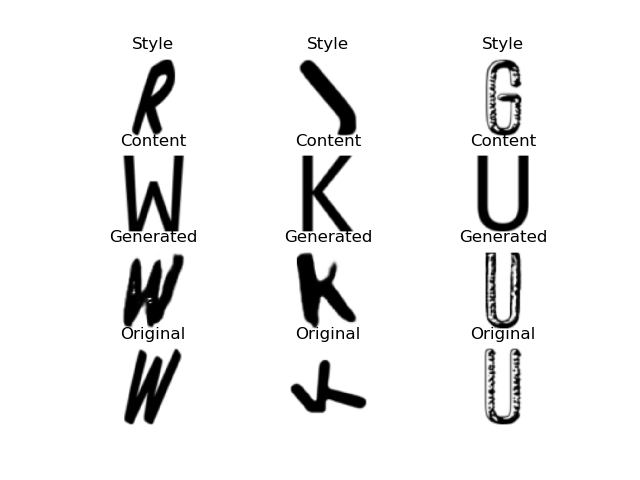 Style Style Style
R G
Content Content Content
W K U
Generated Generated Generated
W K U
Original Original Original
W K U